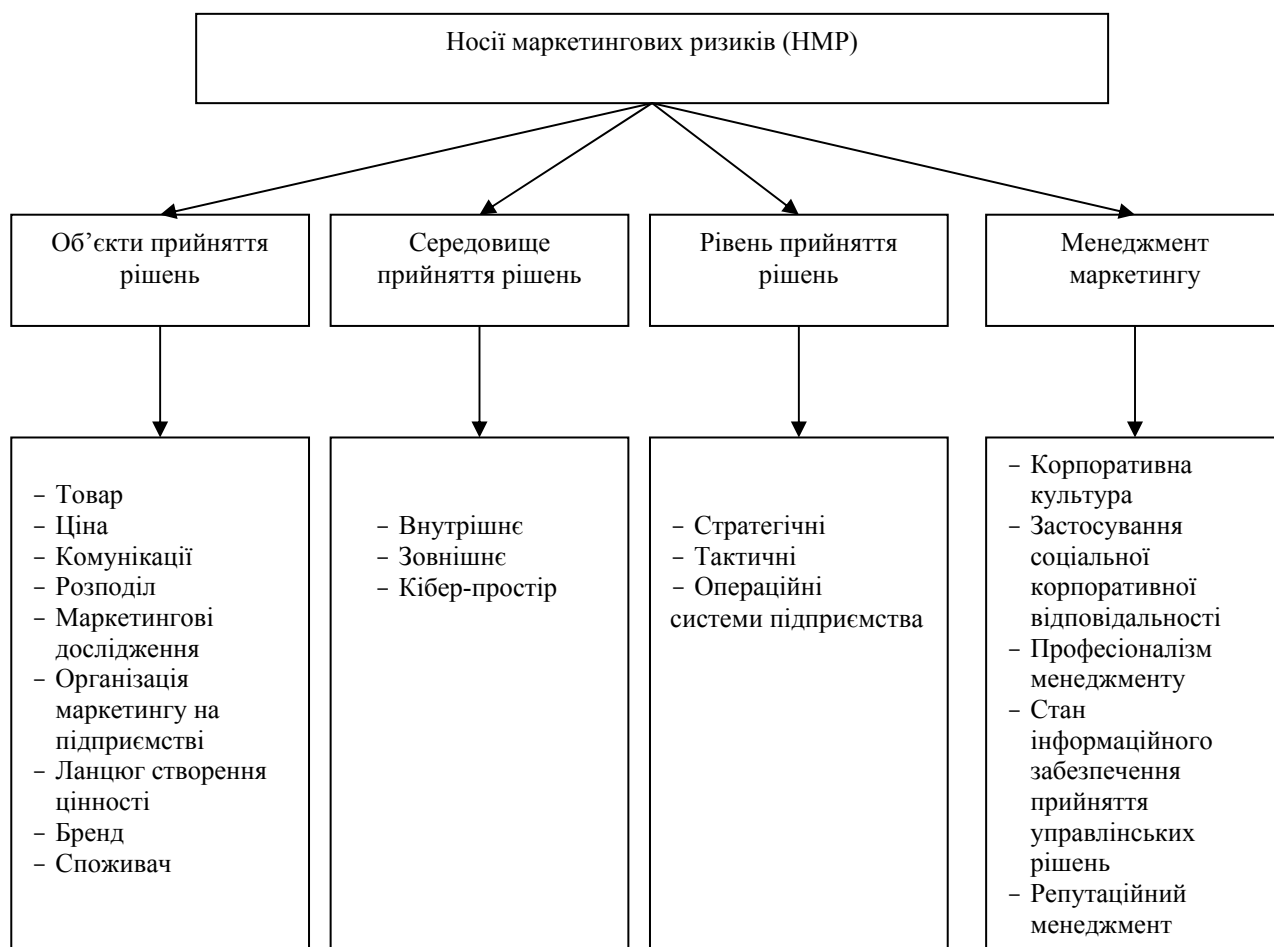 Носії маркетингових ризиків (НМР)
Об’єкти прийняття
рішень
Середовище
прийняття рішень
Рівень прийняття
рішень
Менеджмент
маркетингу
– Товар
– Ціна
– Комунікації
– Розподіл
– Маркетингові
дослідження
– Організація
маркетингу на
підприємстві
– Ланцюг створення
цінності
– Бренд
– Споживач
– Внутрішнє
– Зовнішнє
– Кібер-простір
– Стратегічні
– Тактичні
– Операційні
системи підприємства
– Корпоративна
культура
– Застосування
соціальної
корпоративної
відповідальності
– Професіоналізм
менеджменту
– Стан
інформаційного
забезпечення
прийняття
управлінських
рішень
– Репутаційний
менеджмент